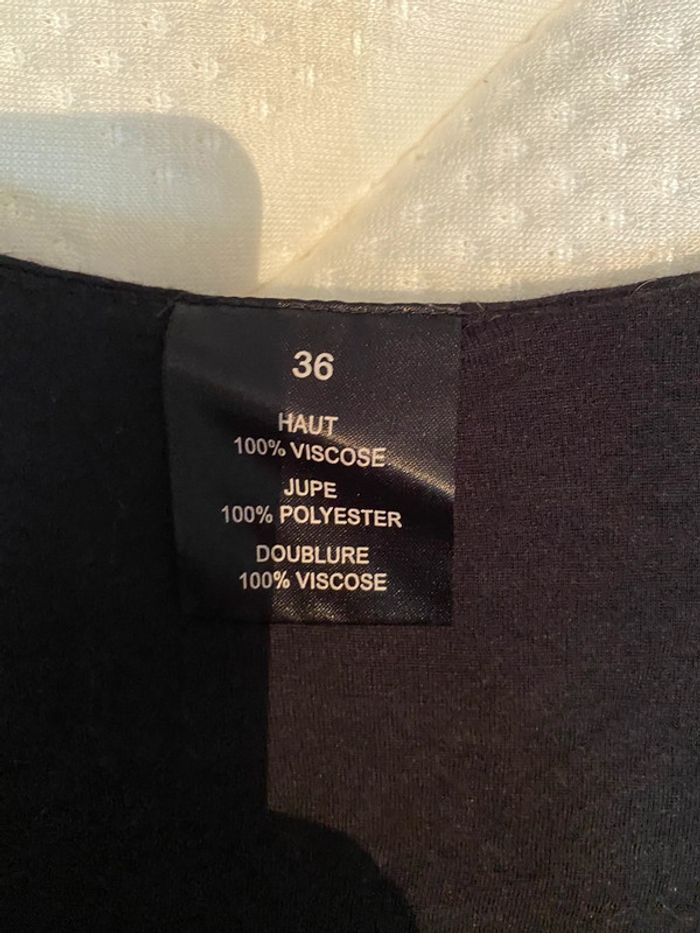 36
HAUT
100% VISCOSE
JUPE
100% POLYESTER
DOUBLURE
100% VISCOSE